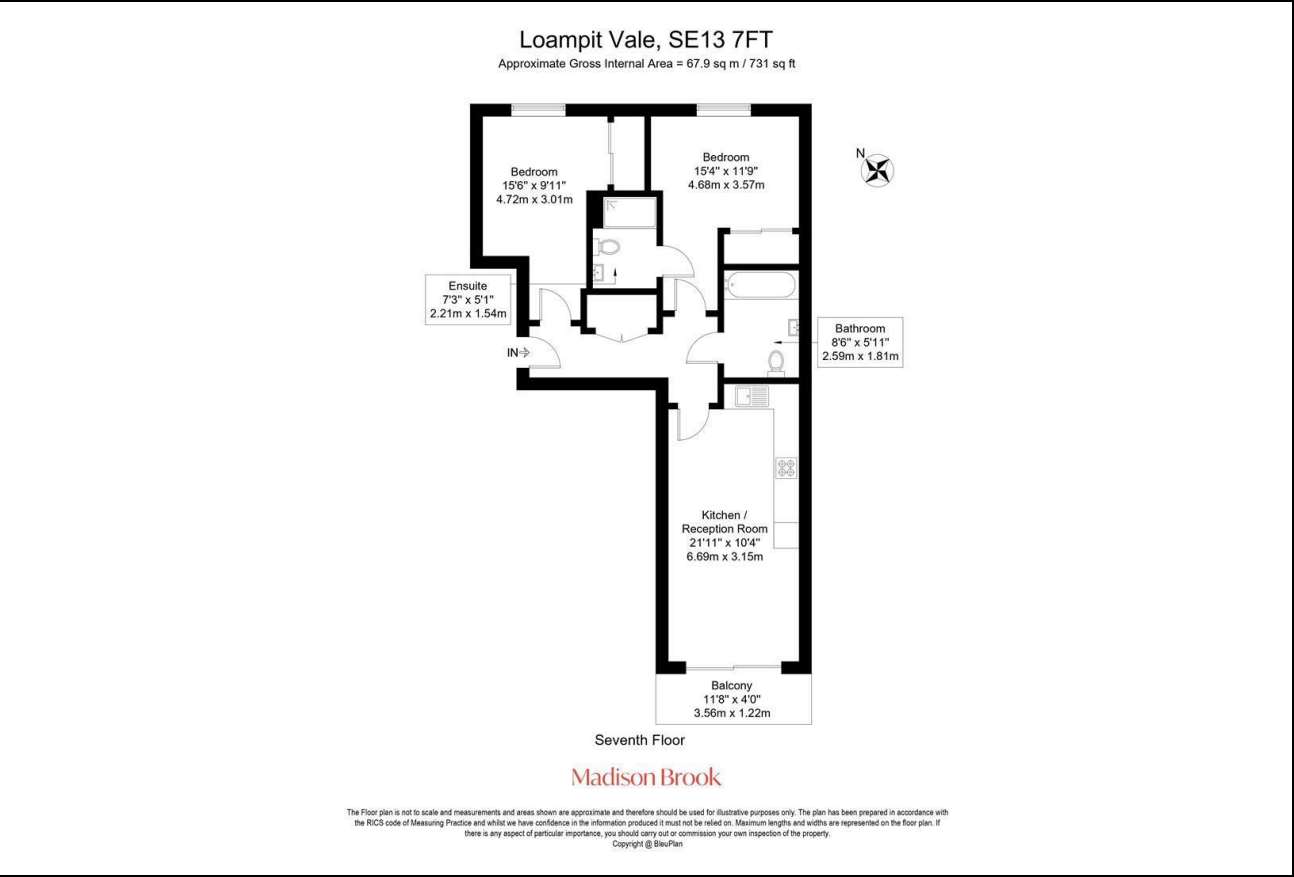 Loampit Vale, SE13 7FT
Approximate Gross Internal Area = 67.9 sq m / 731 sq ft
N
Bedroom
15'6" x 9'11"
4.72m x 3.01m
Bedroom
15'4" x 11'9"
4.68m x 3.57m
Ensuite
7'3" x 5'1"
2.21m x 1.54m
IN
Bathroom
8'6" x 5'11"
2.59m x 1.81m
Kitchen /
Reception Room
21'11" x 10'4"
6.69m x 3.15m
Balcony
11'8" x 4'0"
3.56m x 1.22m
Seventh Floor
Madison Brook
The Floor plan is not to scale and measurements and areas shown are approximate and therefore should be used for illustrative purposes only. The plan has been prepared in accordance with
the RICS code of Measuring Practice and whilst we have confidence in the information produced it must not be relied on. Maximum lengths and widths are represented on the floor plan. If
there is any aspect of particular importance, you should carry out or commission your own inspection of the property.
Copyright @ BleuPlan